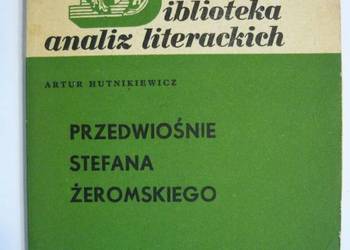 Biblioteka
analiz literackich
ARTUR HUTNIKIEWICZ
PRZEDWIOŚNIE
STEFANA
ŻEROMSKIEGO